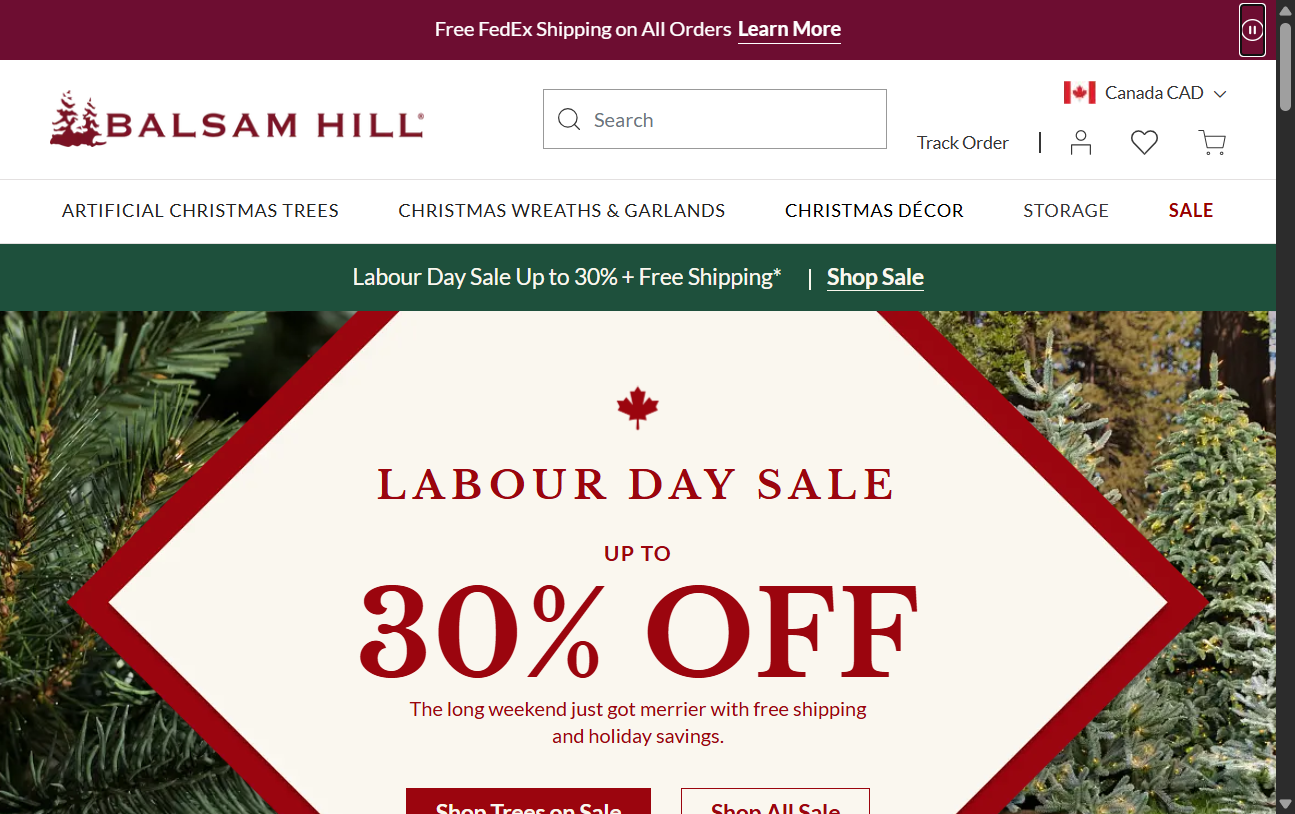 Free FedEx Shipping on All Orders Learn More
BALSAM HILL®
Search
Canada CAD
Track Order
ARTIFICIAL CHRISTMAS TREES
CHRISTMAS WREATHS & GARLANDS
CHRISTMAS DÉCOR
STORAGE
SALE
Labour Day Sale Up to 30% + Free Shipping* | Shop Sale
LABOUR DAY SALE
UP TO
30% OFF
The long weekend just got merrier with free shipping
and holiday savings.
Shop Trees on Sale
Shop All Sale